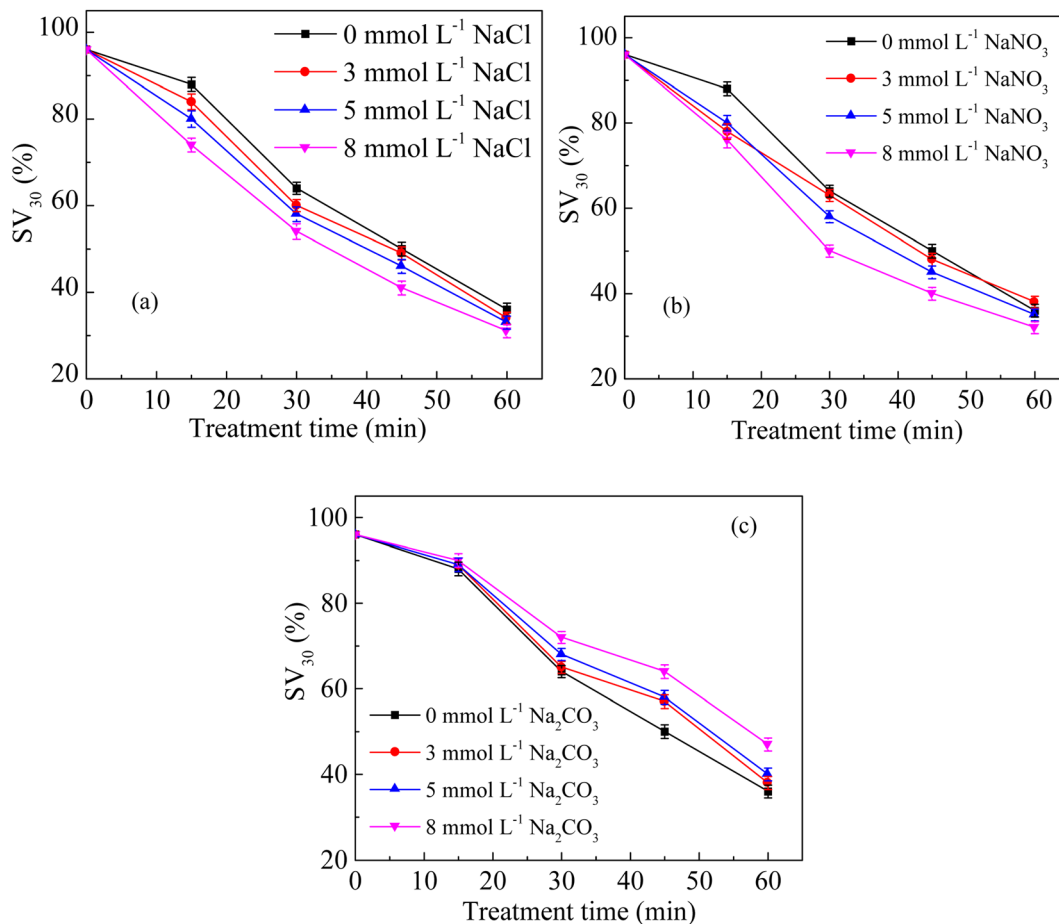 (a)
SV₃₀ (%)
100
80
60
40
20
0 mmol L⁻¹ NaCl
3 mmol L⁻¹ NaCl
5 mmol L⁻¹ NaCl
8 mmol L⁻¹ NaCl
0 10 20 30 40 50 60
Treatment time (min)
(b)
SV₃₀ (%)
100
80
60
40
20
0 mmol L⁻¹ NaNO₃
3 mmol L⁻¹ NaNO₃
5 mmol L⁻¹ NaNO₃
8 mmol L⁻¹ NaNO₃
0 10 20 30 40 50 60
Treatment time (min)
(c)
SV₃₀ (%)
100
80
60
40
20
0 mmol L⁻¹ Na₂CO₃
3 mmol L⁻¹ Na₂CO₃
5 mmol L⁻¹ Na₂CO₃
8 mmol L⁻¹ Na₂CO₃
0 10 20 30 40 50 60
Treatment time (min)